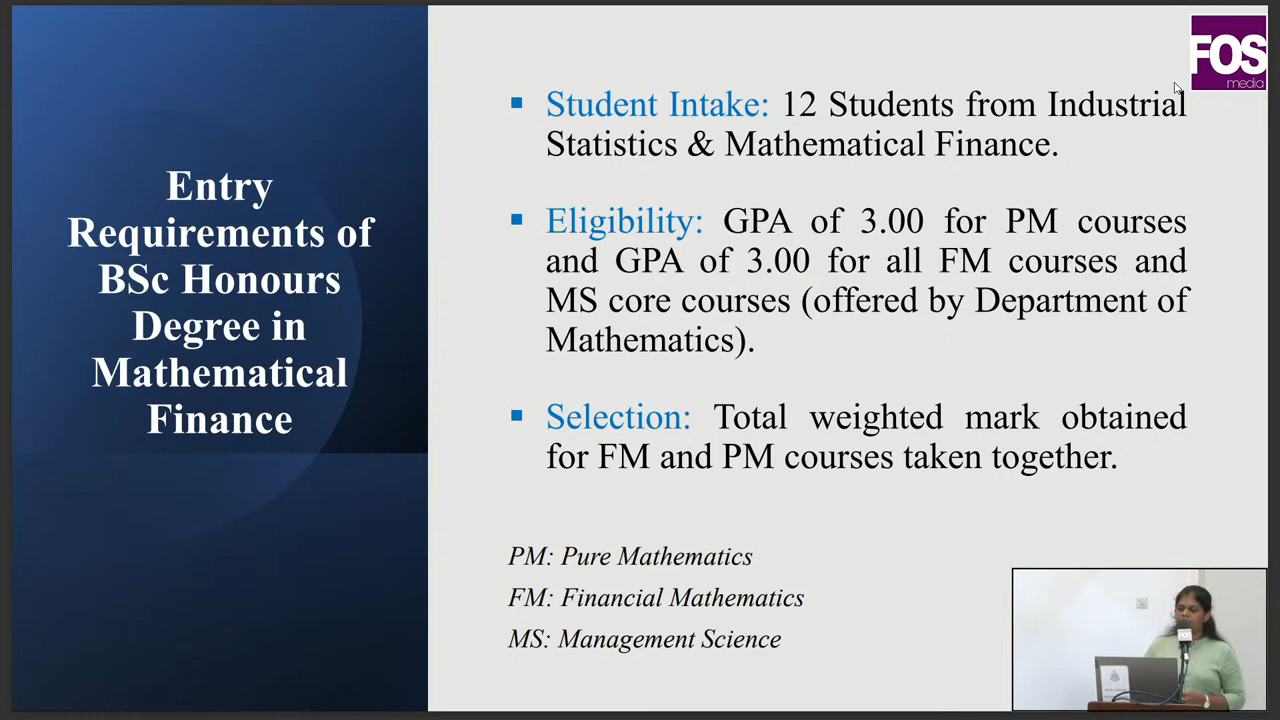 FOS
media
Entry
Requirements of
BSc Honours
Degree in
Mathematical
Finance
▪ Student Intake: 12 Students from Industrial
Statistics & Mathematical Finance.
▪ Eligibility: GPA of 3.00 for PM courses
and GPA of 3.00 for all FM courses and
MS core courses (offered by Department of
Mathematics).
▪ Selection: Total weighted mark obtained
for FM and PM courses taken together.
PM: Pure Mathematics
FM: Financial Mathematics
MS: Management Science
FOS